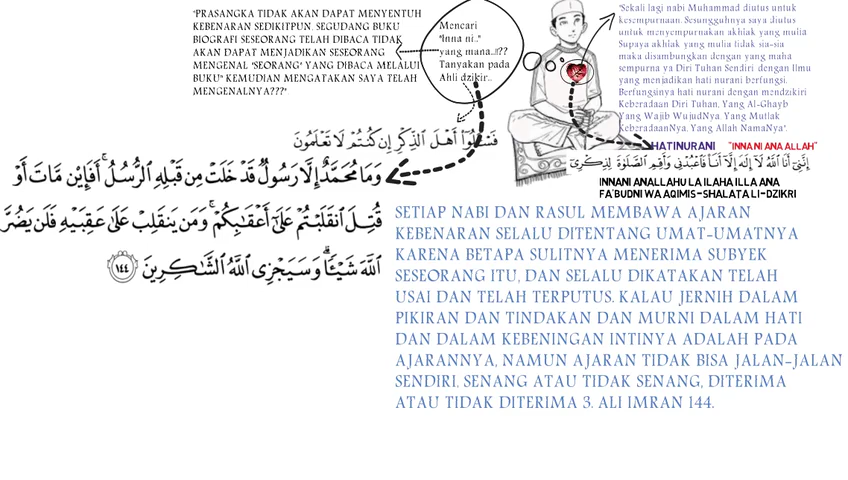 "PRASANGKA TIDAK AKAN DAPAT MENYENTUH
KEBENARAN SEDIKITPUN. SEGUDANG BUKU
BIOGRAFI SESEORANG TELAH DIBACA TIDAK
AKAN DAPAT MENJADIKAN SESEORANG
MENGENAL "SEORANG" YANG DIBACA MELALUI
BUKU" KEMUDIAN MENGATAKAN SAYA TELAH
MENGENALNYA???"
Mencari
"Inna ni.."
yang mana..!!??
Tanyakan pada
Ahli dzikir..
"Sekali lagi nabi Muhammad diutus untuk
kesempurnaan. Sesungguhnya saya diutus
untuk menyempurnakan akhlak yang mulia
Supaya akhlak yang mulia tidak sia-sia
maka disambungkan dengan yang maha
sempurna ya Diri Tuhan Sendiri dengan Ilmu
yang menjadikan hati nurani berfungsi.
Berfungsinya hati nurani dengan mendzikiri
Keberadaan Diri Tuhan, Yang Al-Ghayb
Yang Wajib WujudNya. Yang Mutlak
KeberadaanNya. Yang Allah NamaNya".
HATINURANI "INNANI ANA ALLAH"
إِنَّنِي أَنَا اللَّهُ لَا إِلَٰهَ إِلَّا أَنَا فَاعْبُدْنِي وَأَقِمِ الصَّلَاةَ لِذِكْرِي
INNANI ANALLAHU LA ILAHA ILLA ANA
FA'BUDNI WA AQIMIS-SHALATA LI-DZIKRI
فَسْئَلُوٓا۟ أَهْلَ ٱلذِّكْرِ إِن كُنتُمْ لَا تَعْلَمُونَ
وَمَا مُحَمَّدٌ إِلَّا رَسُولٌ قَدْ خَلَتْ مِن قَبْلِهِ ٱلرُّسُلُ ۚ أَفَإِي۟ن مَّاتَ أَوْ
قُتِلَ ٱنقَلَبْتُمْ عَلَىٰٓ أَعْقَٰبِكُمْ ۚ وَمَن يَنقَلِبْ عَلَىٰ عَقِبَيْهِ فَلَن يَضُرَّ
ٱللَّهَ شَيْـًٔا ۗ وَسَيَجْزِى ٱللَّهُ ٱلشَّٰكِرِينَ ١٤٤
SETIAP NABI DAN RASUL MEMBAWA AJARAN
KEBENARAN SELALU DITENTANG UMAT-UMATNYA
KARENA BETAPA SULITNYA MENERIMA SUBYEK
SESEORANG ITU, DAN SELALU DIKATAKAN TELAH
USAI DAN TELAH TERPUTUS. KALAU JERNIH DALAM
PIKIRAN DAN TINDAKAN DAN MURNI DALAM HATI
DAN DALAM KEBENINGAN INTINYA ADALAH PADA
AJARANNYA, NAMUN AJARAN TIDAK BISA JALAN-JALAN
SENDIRI, SENANG ATAU TIDAK SENANG, DITERIMA
ATAU TIDAK DITERIMA 3. ALI IMRAN 144.